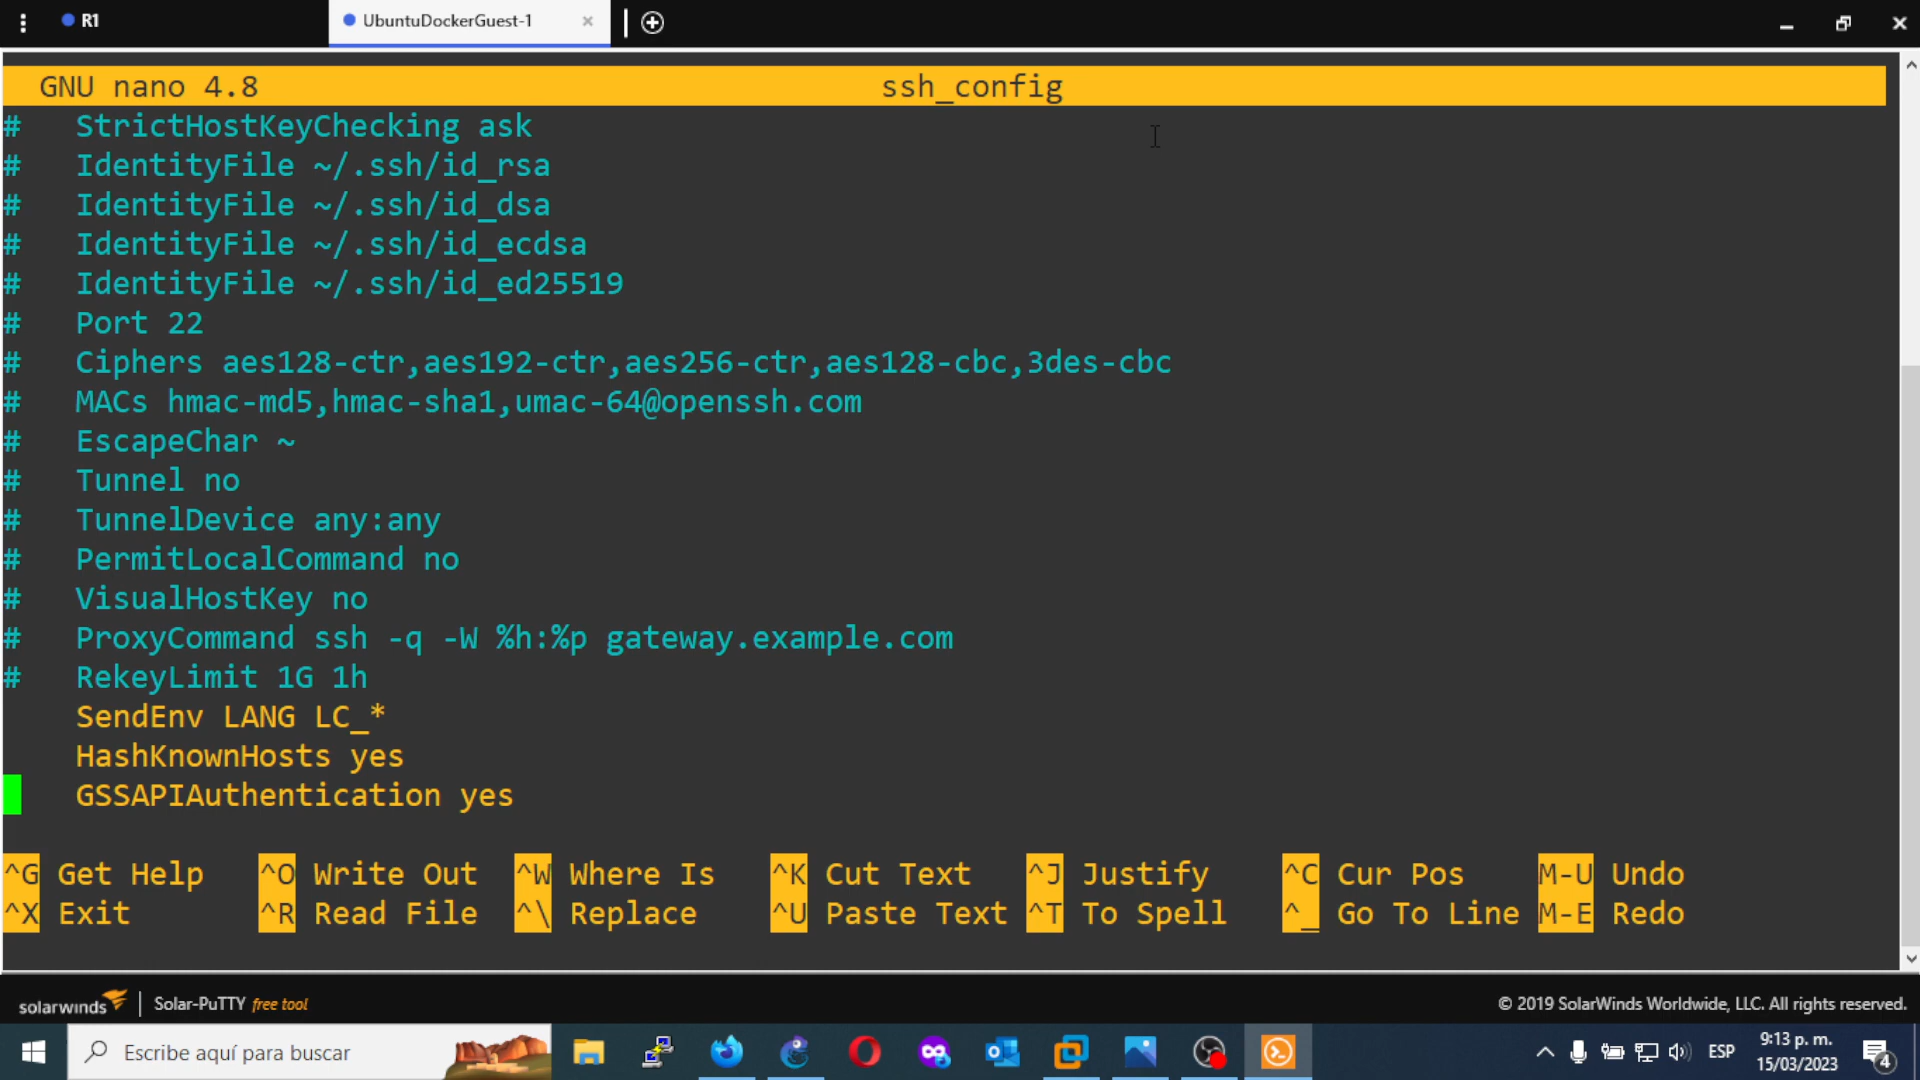 R1
UbuntuDockerGuest-1
GNU nano 4.8 ssh_config
# StrictHostKeyChecking ask
# IdentityFile ~/.ssh/id_rsa
# IdentityFile ~/.ssh/id_dsa
# IdentityFile ~/.ssh/id_ecdsa
# IdentityFile ~/.ssh/id_ed25519
# Port 22
# Ciphers aes128-ctr,aes192-ctr,aes256-ctr,aes128-cbc,3des-cbc
# MACs hmac-md5,hmac-sha1,umac-64@openssh.com
# EscapeChar ~
# Tunnel no
# TunnelDevice any:any
# PermitLocalCommand no
# VisualHostKey no
# ProxyCommand ssh -q -W %h:%p gateway.example.com
# RekeyLimit 1G 1h
SendEnv LANG LC_*
HashKnownHosts yes
GSSAPIAuthentication yes
^G Get Help ^O Write Out ^W Where Is ^K Cut Text ^J Justify ^C Cur Pos M-U Undo
^X Exit ^R Read File ^\ Replace ^U Paste Text ^T To Spell ^_ Go To Line M-E Redo
solarwinds Solar-PuTTY free tool © 2019 SolarWinds Worldwide, LLC. All rights reserved.
Escribe aquí para buscar
ESP
9:13 p. m.
15/03/2023
4